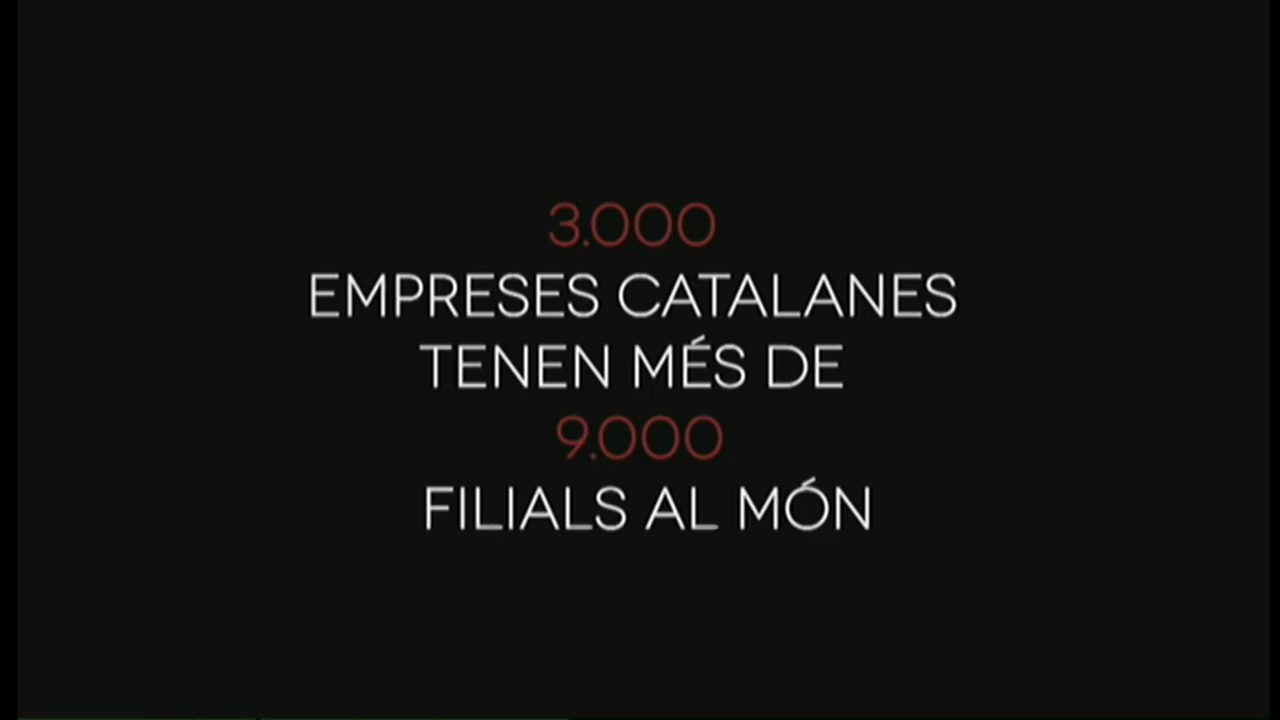 3.000
EMPRESES CATALANES
TENEN MÉS DE
9.000
FILIALS AL MÓN